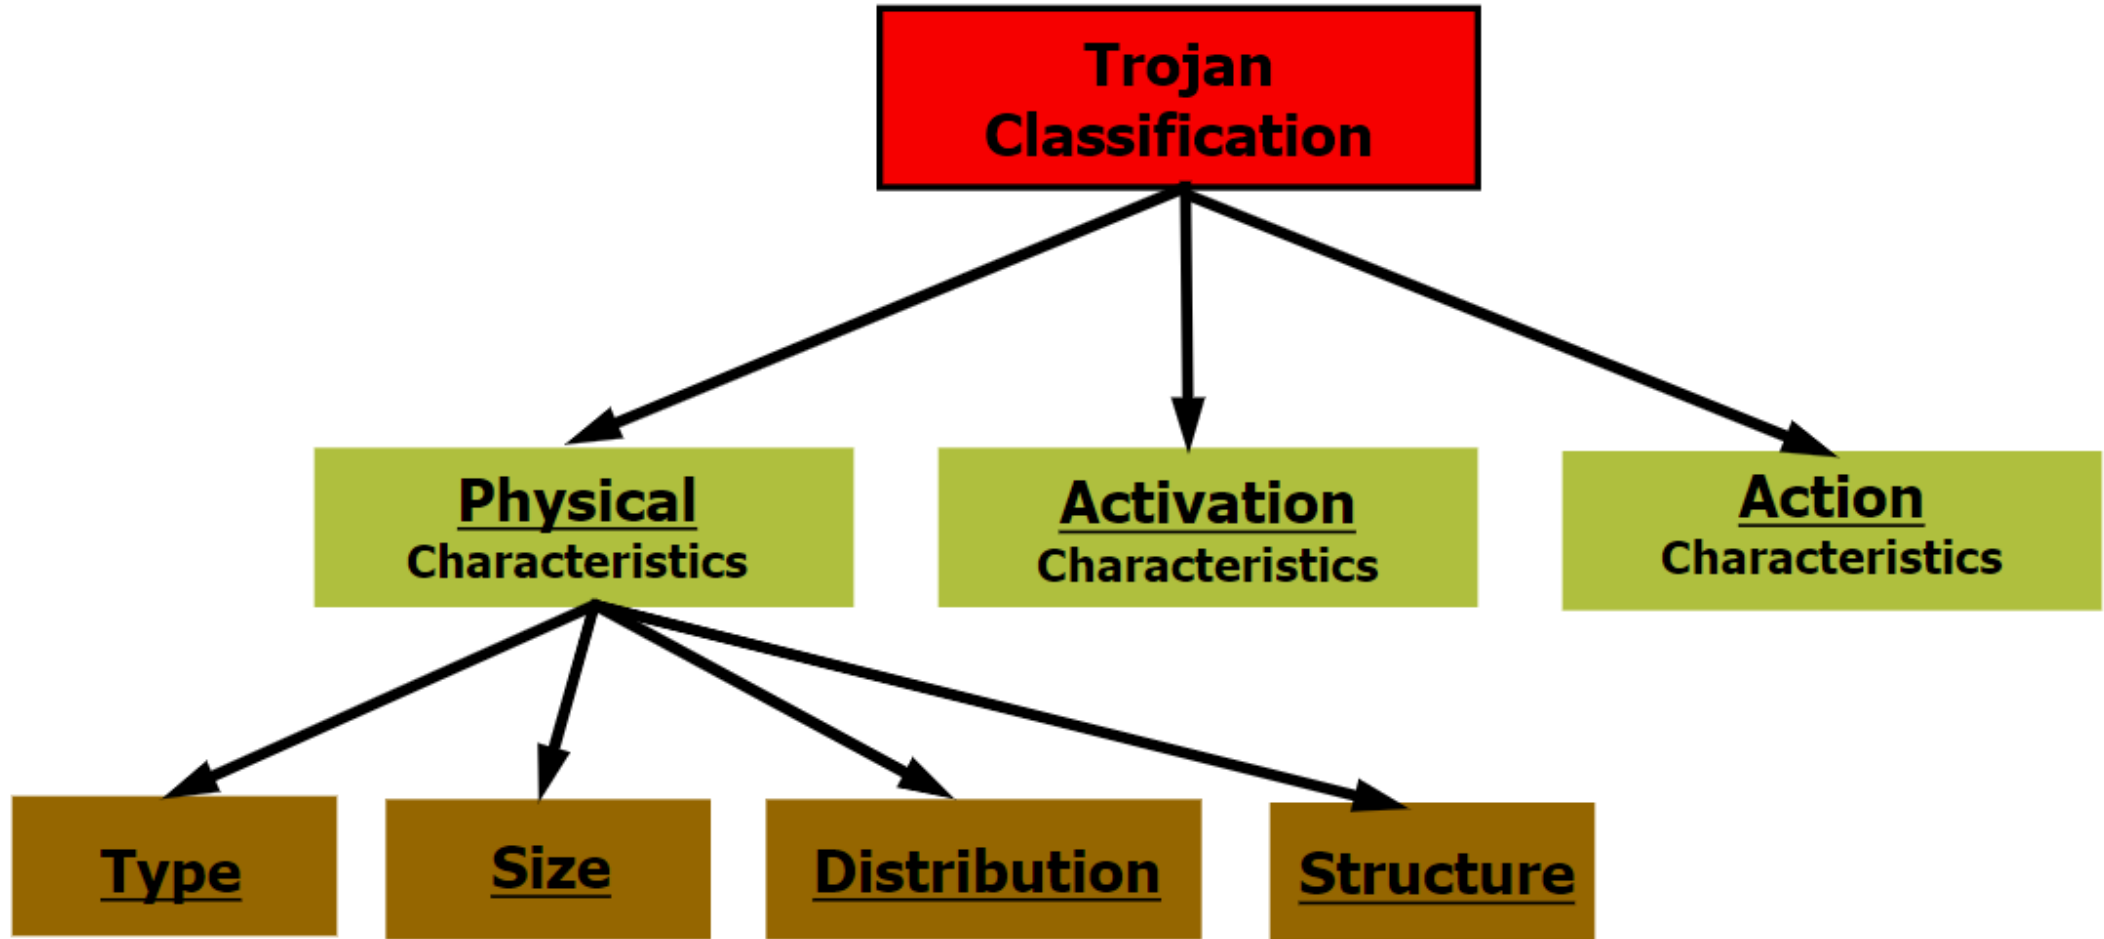 Trojan
Classification
Physical
Characteristics
Activation
Characteristics
Action
Characteristics
Type
Size
Distribution
Structure